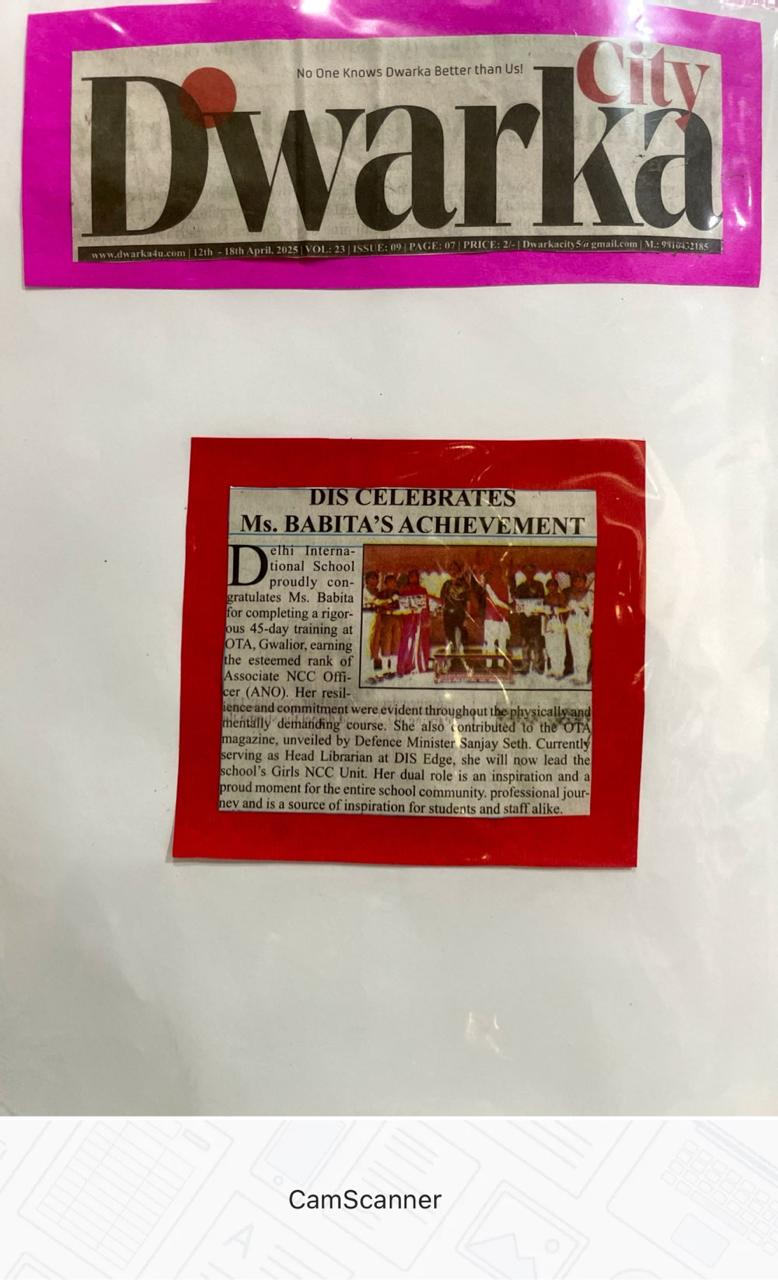 No One Knows Dwarka Better than Us!
Dwarka City
www.dwarka4u.com | 12th - 18th April, 2025 | VOL.: 23 | ISSUE: 09 | PAGE: 07 | PRICE: 2/- | Dwarkacity5@gmail.com | M.: 9810432185
DIS CELEBRATES
Ms. BABITA'S ACHIEVEMENT
Delhi Interna-
tional School
proudly con-
gratulates Ms. Babita
for completing a rigor-
ous 45-day training at
OTA, Gwalior, earning
the esteemed rank of
Associate NCC Offi-
cer (ANO). Her resil-
ience and commitment were evident throughout the physically and
mentally demanding course. She also contributed to the OTA
magazine, unveiled by Defence Minister Sanjay Seth. Currently
serving as Head Librarian at DIS Edge, she will now lead the
school's Girls NCC Unit. Her dual role is an inspiration and a
proud moment for the entire school community. professional jour-
ney and is a source of inspiration for students and staff alike.
CamScanner